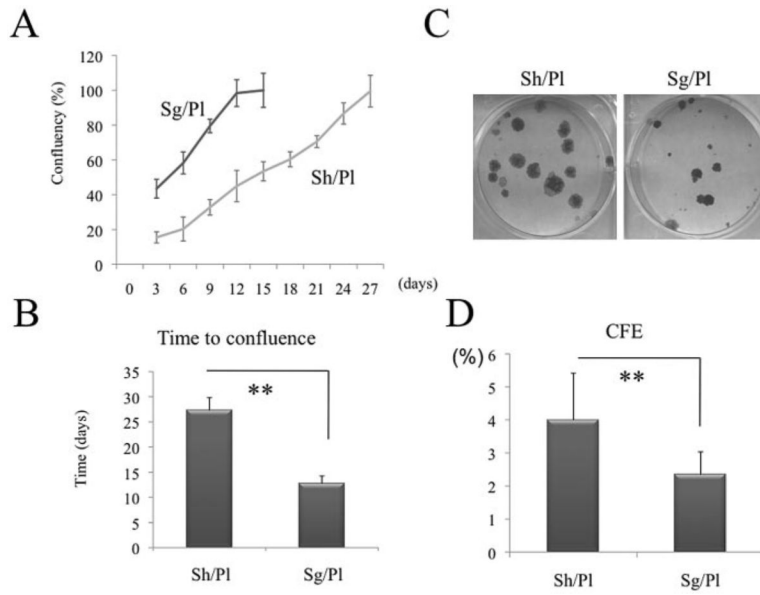 A
120
100
80
60
40
20
0
Confluency (%)
Sg/Pl
Sh/Pl
0 3 6 9 12 15 18 21 24 27 (days)
C
Sh/Pl Sg/Pl
B
Time to confluence
35
30
25
20
15
10
5
0
Time (days)
**
Sh/Pl Sg/Pl
D
CFE
(%)
6
5
4
3
2
1
0
**
Sh/Pl Sg/Pl